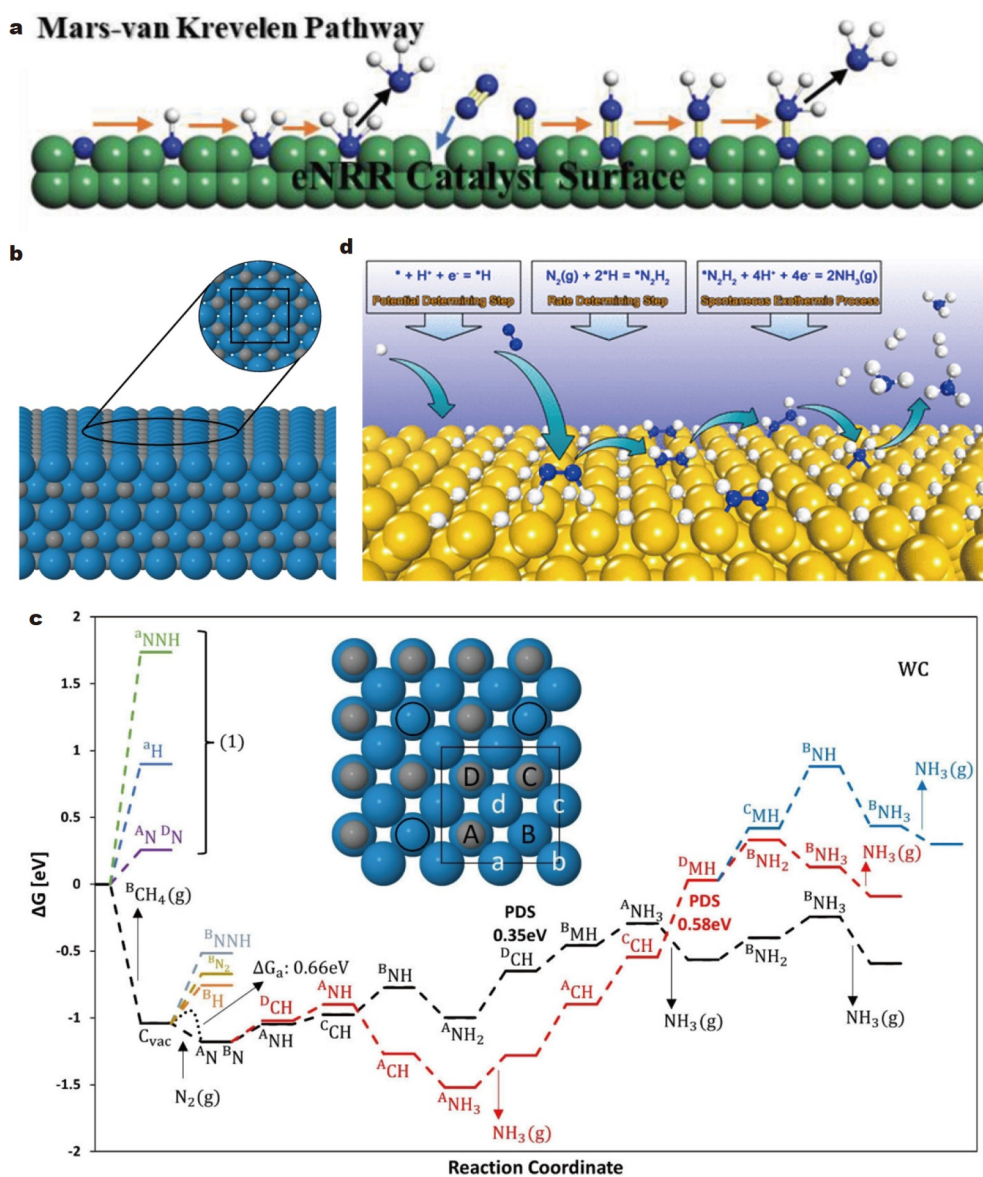 a Mars-van Krevelen Pathway
eNRR Catalyst Surface
b
d
* + H⁺ + e⁻ = *H
Potential Determining Step
N₂(g) + 2*H = *N₂H₂
Rate Determining Step
*N₂H₂ + 4H⁺ + 4e⁻ = 2NH₃(g)
Spontaneous Exothermic Process
c
2
1.5
1
0.5
0
-0.5
-1
-1.5
-2
ΔG [eV]
Reaction Coordinate
WC
ᵃNNH
ᵃH
ᴬN ᴰN
(1)
D C
d c
A B
a b
ᴮCH₄(g)
C_vac
N₂(g)
ᴮNNH
ᴮN₂
ᴮH
ΔGₐ: 0.66eV
ᴬN ᴮN
ᴰCH
ᴬNH
ᴬNH
ᶜCH
ᴮNH
ᴬCH
ᴬNH₂
ᴬNH₃
NH₃(g)
PDS
0.35eV
ᴰCH
ᴮMH
ᴬCH
ᴬNH₃
ᶜCH
NH₃(g)
ᴰMH
PDS
0.58eV
ᶜMH
ᴮNH₂
ᴮNH₂
ᴮNH
ᴮNH₃
NH₃(g)
ᴮNH₃
NH₃(g)
ᴮNH₃
NH₃(g)